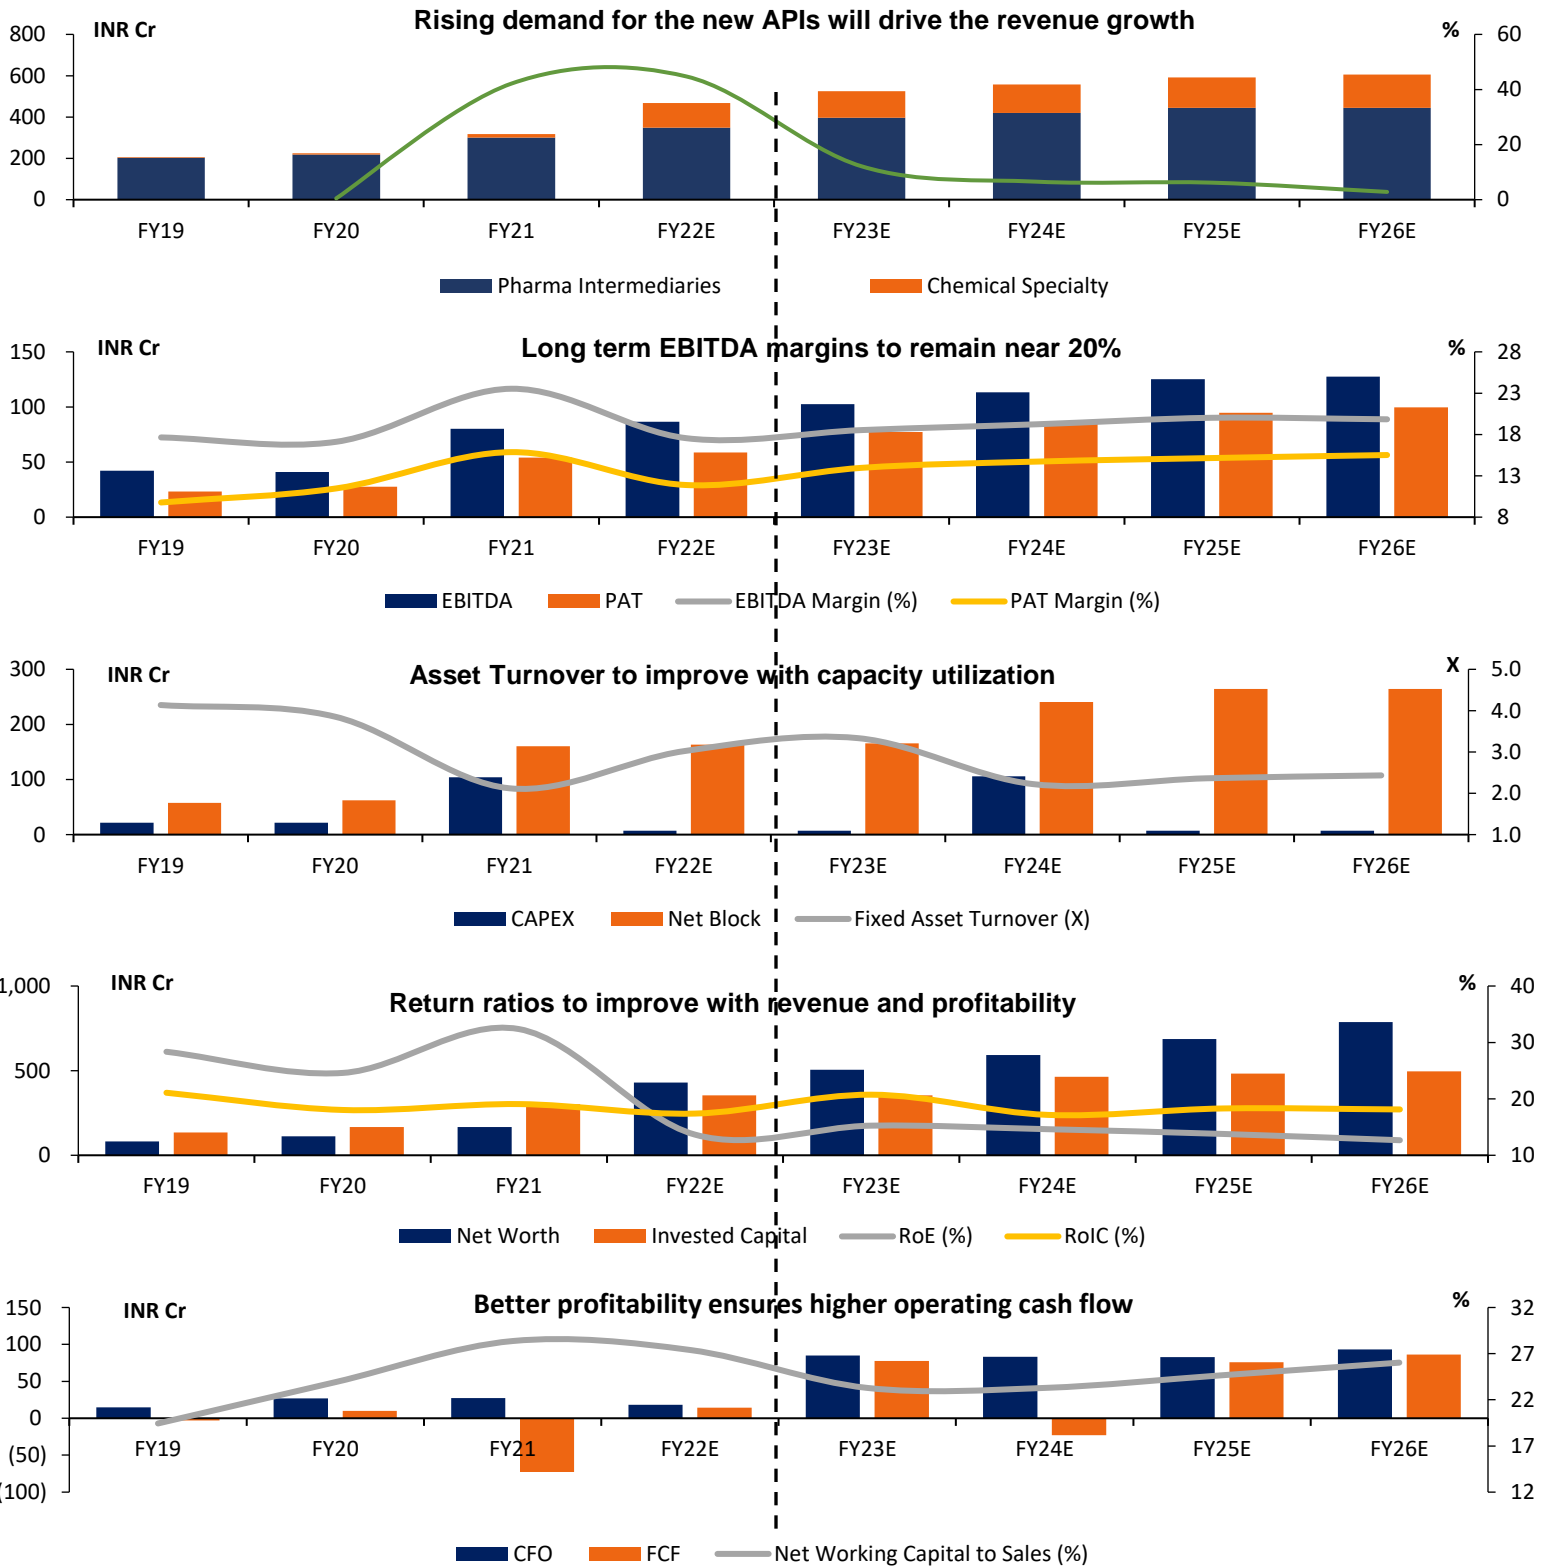 Rising demand for the new APIs will drive the revenue growth
INR Cr
%
800
600
400
200
0
60
40
20
0
FY19 FY20 FY21 FY22E FY23E FY24E FY25E FY26E
Pharma Intermediaries Chemical Specialty
Long term EBITDA margins to remain near 20%
INR Cr
%
150
100
50
0
28
23
18
13
8
FY19 FY20 FY21 FY22E FY23E FY24E FY25E FY26E
EBITDA PAT EBITDA Margin (%) PAT Margin (%)
Asset Turnover to improve with capacity utilization
INR Cr
X
300
200
100
0
5.0
4.0
3.0
2.0
1.0
FY19 FY20 FY21 FY22E FY23E FY24E FY25E FY26E
CAPEX Net Block Fixed Asset Turnover (X)
Return ratios to improve with revenue and profitability
INR Cr
%
1,000
500
0
40
30
20
10
FY19 FY20 FY21 FY22E FY23E FY24E FY25E FY26E
Net Worth Invested Capital RoE (%) RoIC (%)
Better profitability ensures higher operating cash flow
INR Cr
%
150
100
50
0
(50)
(100)
32
27
22
17
12
FY19 FY20 FY21 FY22E FY23E FY24E FY25E FY26E
CFO FCF Net Working Capital to Sales (%)